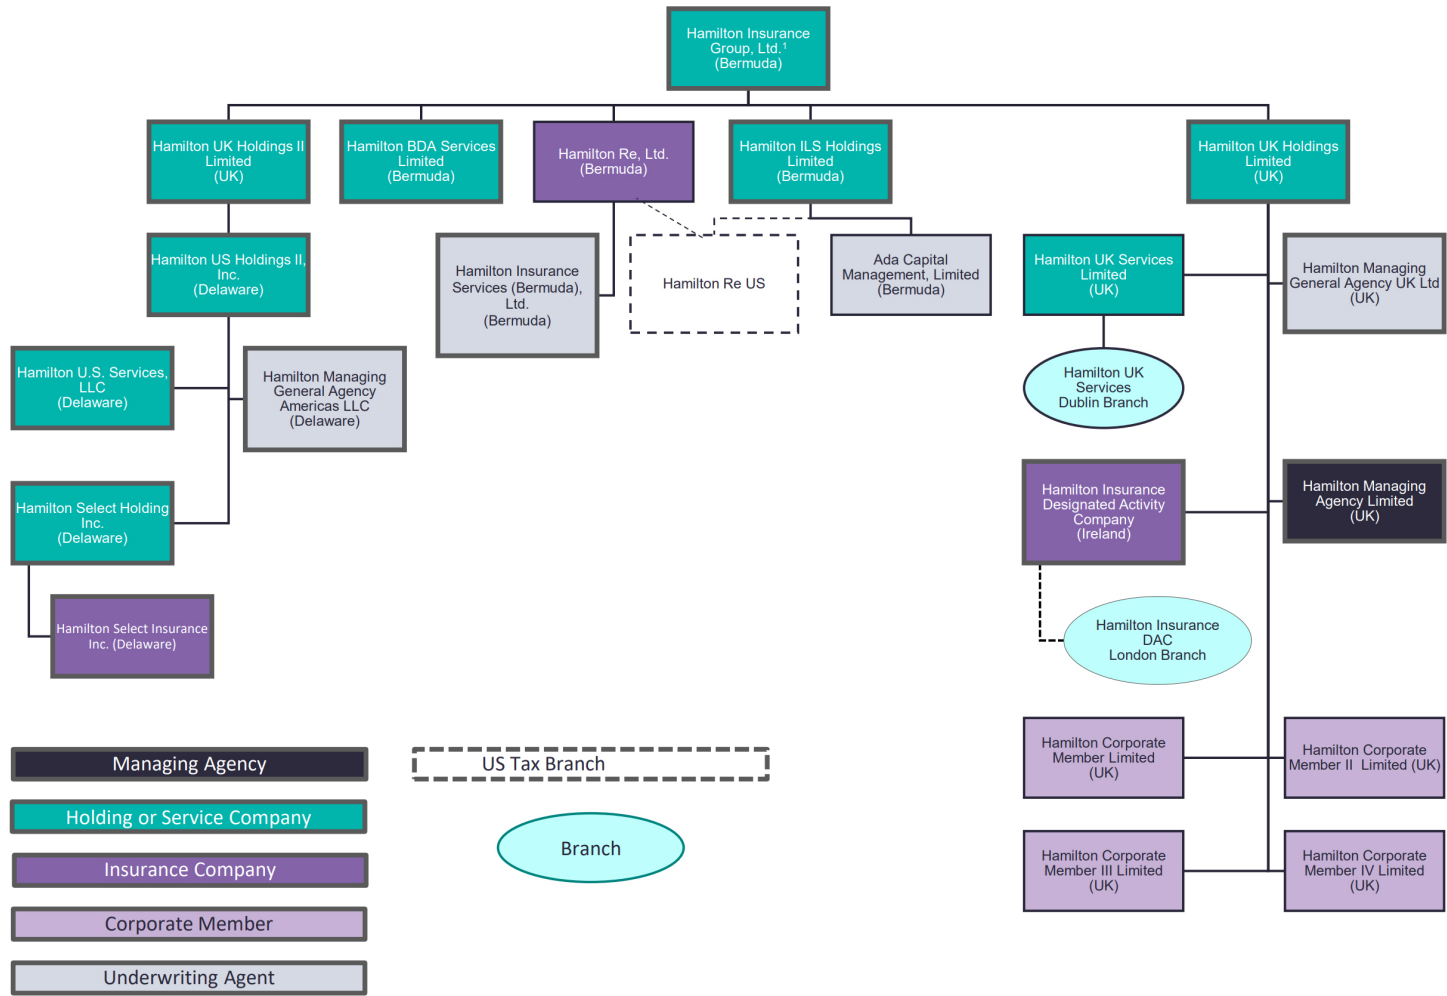 Hamilton Insurance
Group, Ltd.¹
(Bermuda)
Hamilton UK Holdings II
Limited
(UK)
Hamilton BDA Services
Limited
(Bermuda)
Hamilton Re, Ltd.
(Bermuda)
Hamilton ILS Holdings
Limited
(Bermuda)
Hamilton UK Holdings
Limited
(UK)
Hamilton US Holdings II,
Inc.
(Delaware)
Hamilton Insurance
Services (Bermuda),
Ltd.
(Bermuda)
Hamilton Re US
Ada Capital
Management, Limited
(Bermuda)
Hamilton UK Services
Limited
(UK)
Hamilton Managing
General Agency UK Ltd
(UK)
Hamilton U.S. Services,
LLC
(Delaware)
Hamilton Managing
General Agency
Americas LLC
(Delaware)
Hamilton UK
Services
Dublin Branch
Hamilton Select Holding
Inc.
(Delaware)
Hamilton Insurance
Designated Activity
Company
(Ireland)
Hamilton Managing
Agency Limited
(UK)
Hamilton Select Insurance
Inc. (Delaware)
Hamilton Insurance
DAC
London Branch
Hamilton Corporate
Member Limited
(UK)
Hamilton Corporate
Member II  Limited (UK)
Hamilton Corporate
Member III Limited
(UK)
Hamilton Corporate
Member IV Limited
(UK)
Managing Agency
US Tax Branch
Holding or Service Company
Branch
Insurance Company
Corporate Member
Underwriting Agent